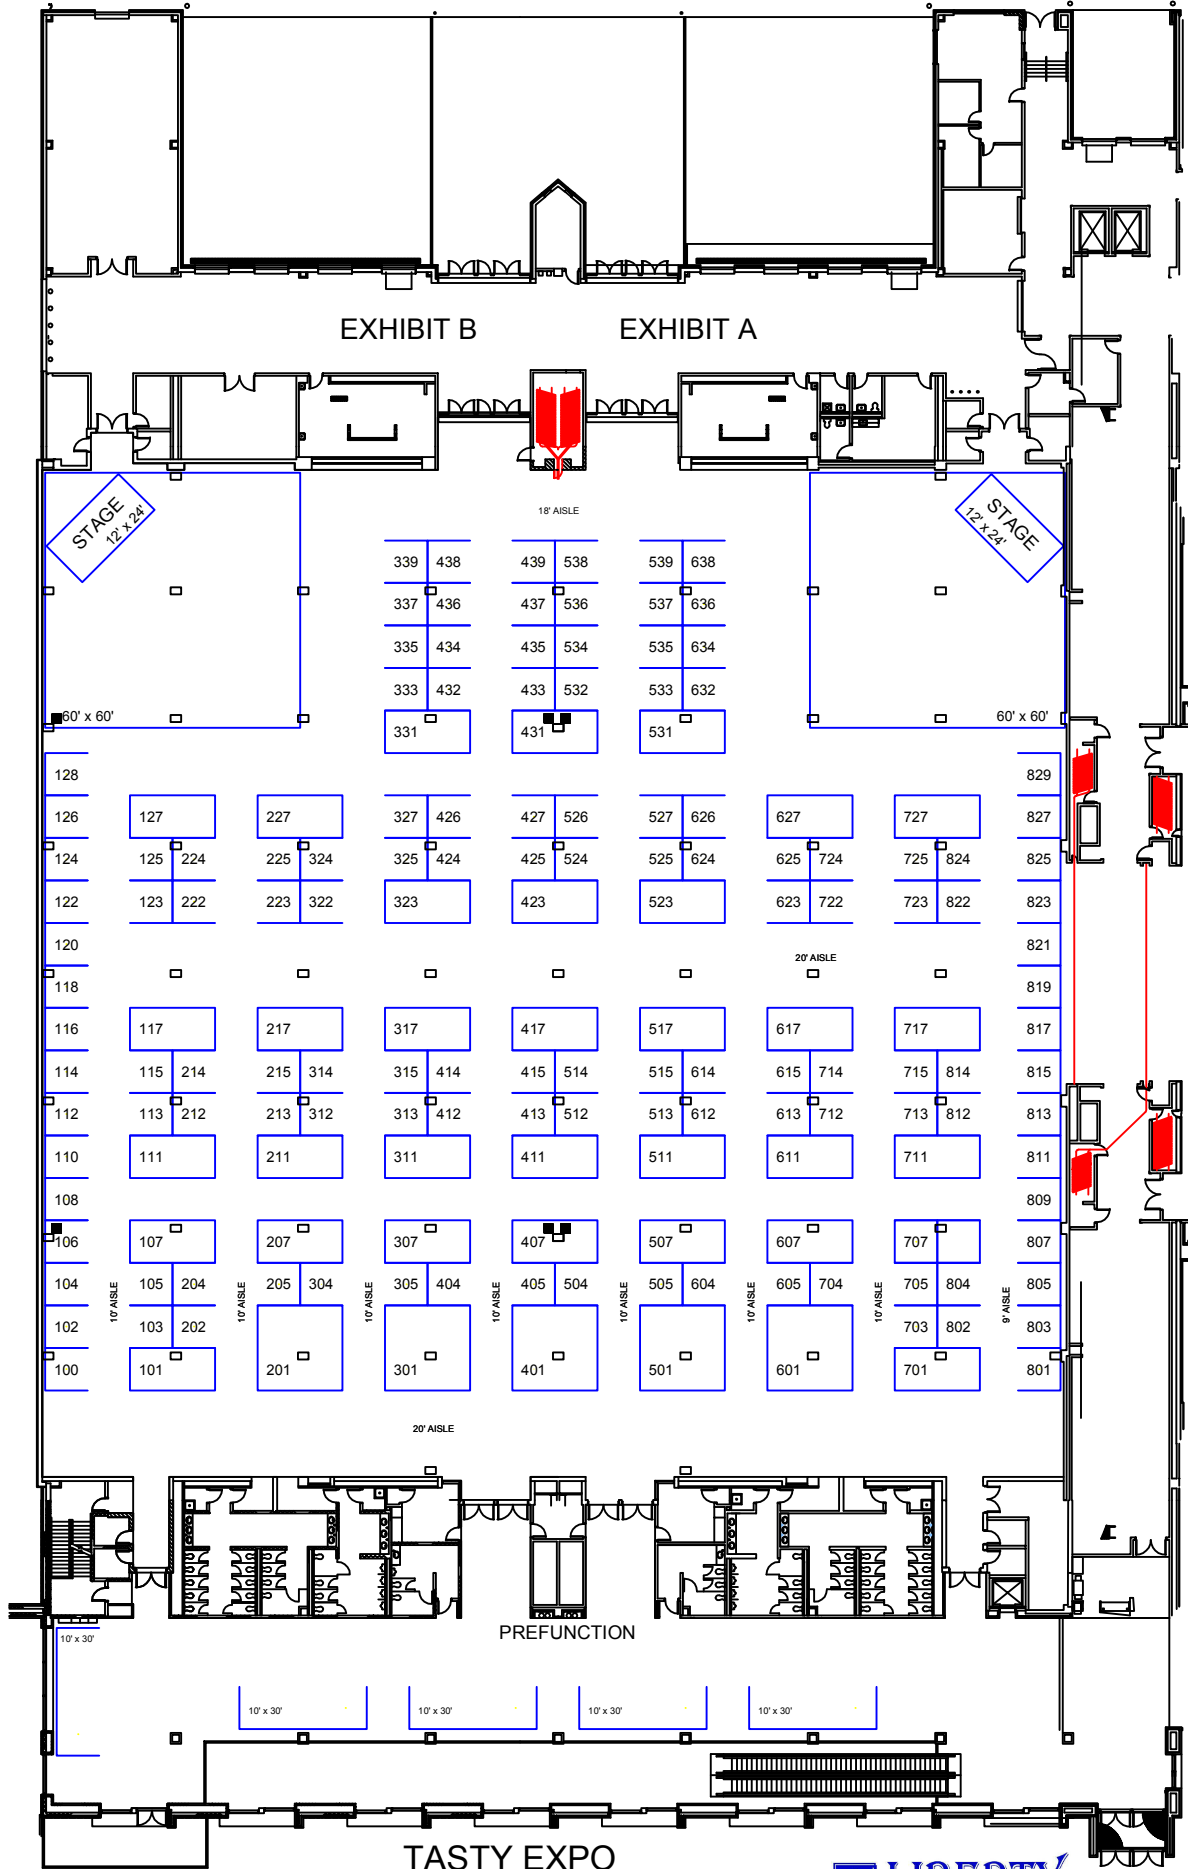 EXHIBIT B EXHIBIT A
STAGE
12' x 24'
STAGE
12' x 24'
18' AISLE
339 438 439 538 539 638
337 436 437 536 537 636
335 434 435 534 535 634
333 432 433 532 533 632
60' x 60' 60' x 60'
331 431 531
128 829
126 127 227 327 426 427 526 527 626 627 727 827
124 125 224 225 324 325 424 425 524 525 624 625 724 725 824 825
122 123 222 223 322 323 423 523 623 722 723 822 823
120 821
20' AISLE
118 819
116 117 217 317 417 517 617 717 817
114 115 214 215 314 315 414 415 514 515 614 615 714 715 814 815
112 113 212 213 312 313 412 413 512 513 612 613 712 713 812 813
110 111 211 311 411 511 611 711 811
108 809
106 107 207 307 407 507 607 707 807
104 105 204 205 304 305 404 405 504 505 604 605 704 705 804 805
10' AISLE 10' AISLE 10' AISLE 10' AISLE 10' AISLE 10' AISLE 10' AISLE 9' AISLE
102 103 202 703 802 803
100 101 201 301 401 501 601 701 801
20' AISLE
PREFUNCTION
10' x 30'
10' x 30' 10' x 30' 10' x 30' 10' x 30'
TASTY EXPO
LIBERTY